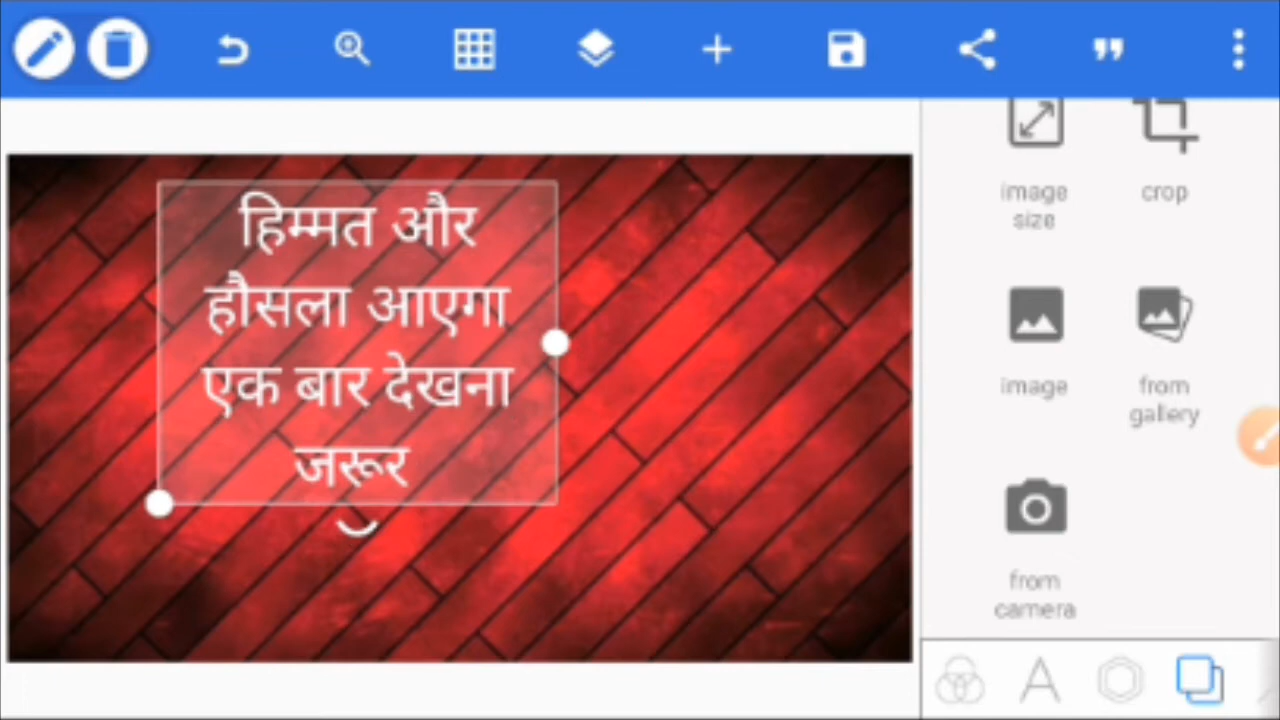 हिम्मत और
हौसला आएगा
एक बार देखना
जरूर
image
size
crop
image
from
gallery
from
camera